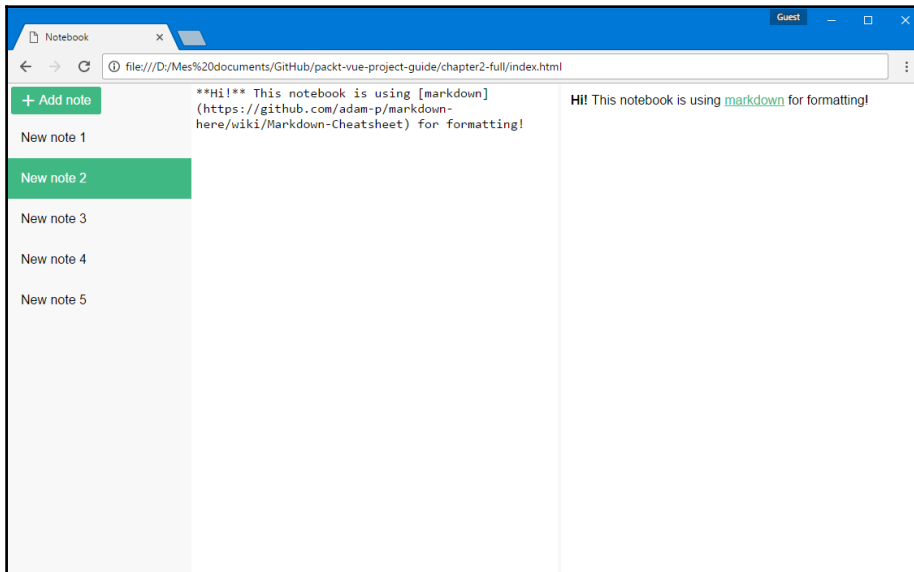 Guest
Notebook
file:///D:/Mes%20documents/GitHub/packt-vue-project-guide/chapter2-full/index.html
+ Add note
New note 1
New note 2
New note 3
New note 4
New note 5
**Hi!** This notebook is using [markdown]
(https://github.com/adam-p/markdown-
here/wiki/Markdown-Cheatsheet) for formatting!
Hi! This notebook is using markdown for formatting!